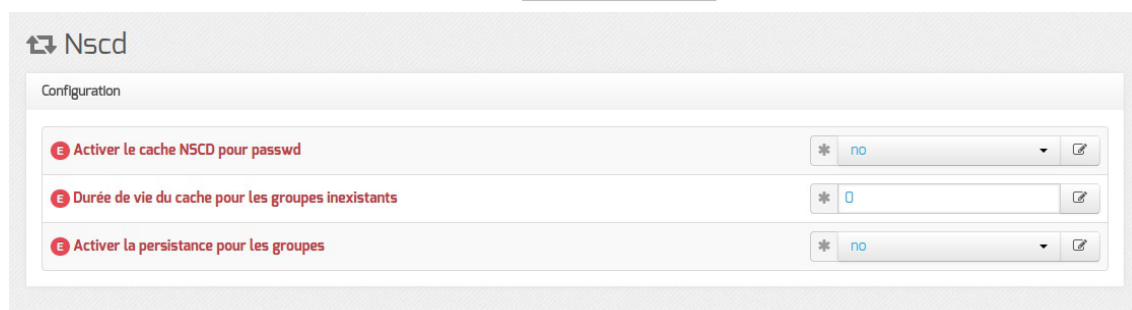 Nscd
Configuration
E Activer le cache NSCD pour passwd * no
E Durée de vie du cache pour les groupes inexistants * 0
E Activer la persistance pour les groupes * no